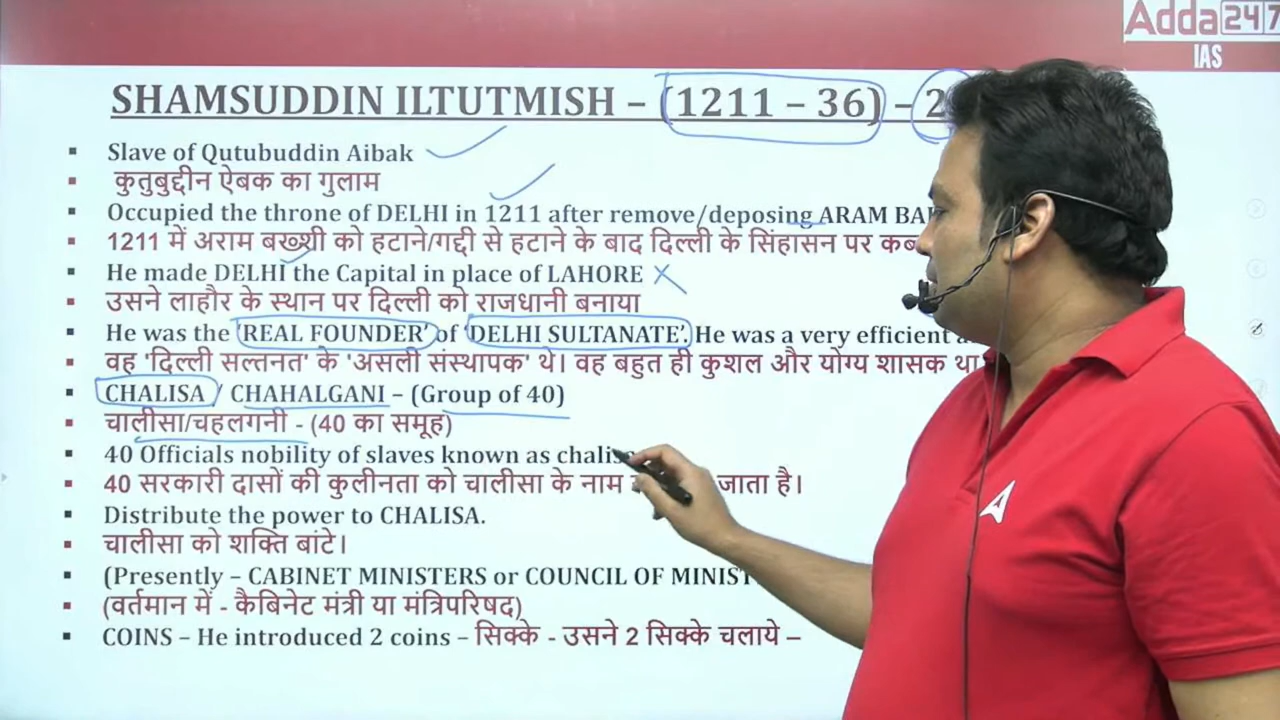 Adda247
IAS
SHAMSUDDIN ILTUTMISH – (1211 – 36) – 2
▪ Slave of Qutubuddin Aibak
▪ कुतुबुद्दीन ऐबक का गुलाम
▪ Occupied the throne of DELHI in 1211 after remove/deposing ARAM
▪ 1211 में अराम बख्शी को हटाने/गद्दी से हटाने के बाद दिल्ली के सिंहासन पर
▪ He made DELHI the Capital in place of LAHORE
▪ उसने लाहौर के स्थान पर दिल्ली को राजधानी बनाया
▪ He was the 'REAL FOUNDER' of 'DELHI SULTANATE'. He was a very efficient
▪ वह 'दिल्ली सल्तनत' के 'असली संस्थापक' थे। वह बहुत ही कुशल और योग्य शासक था
▪ CHALISA / CHAHALGANI – (Group of 40)
▪ चालीसा/चहलगनी - (40 का समूह)
▪ 40 Officials nobility of slaves known as
▪ 40 सरकारी दासों की कुलीनता को चालीसा के नाम जाता है।
▪ Distribute the power to CHALISA.
▪ चालीसा को शक्ति बांटे।
▪ (Presently – CABINET MINISTERS or COUNCIL OF
▪ (वर्तमान में - कैबिनेट मंत्री या मंत्रिपरिषद)
▪ COINS – He introduced 2 coins – सिक्के - उसने 2 सिक्के चलाये –